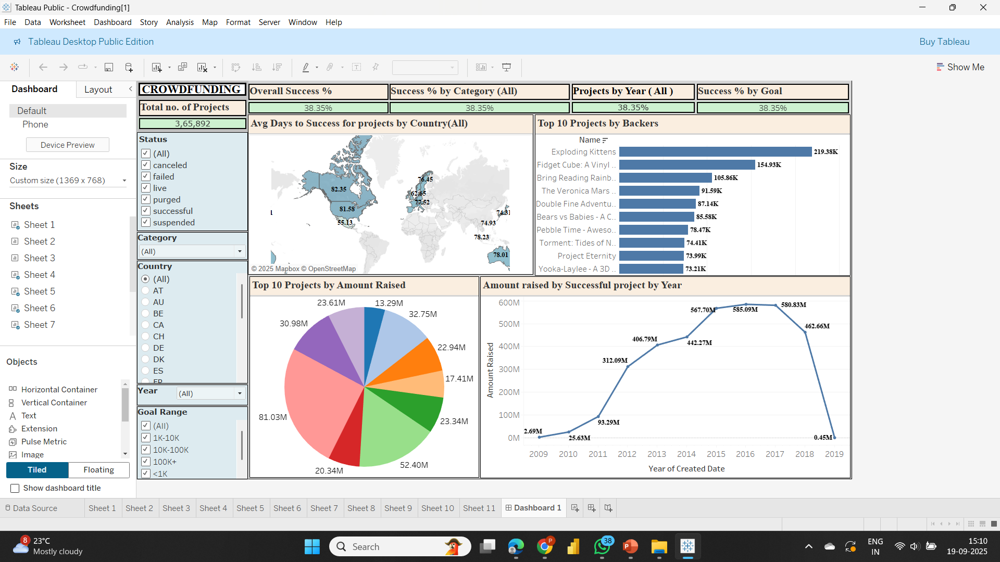 Tableau Public - Crowdfunding[1]
File Data Worksheet Dashboard Story Analysis Map Format Server Window Help
Tableau Desktop Public Edition
Buy Tableau
Show Me
Dashboard
Layout
Default
Phone
Device Preview
Size
Custom size (1369 x 768)
Sheets
Sheet 1
Sheet 2
Sheet 3
Sheet 4
Sheet 5
Sheet 6
Sheet 7
Objects
Horizontal Container
Vertical Container
Text
Extension
Pulse Metric
Image
Tiled
Floating
Show dashboard title
CROWDFUNDING
Total no. of Projects
3,65,892
Overall Success %
38.35%
Success % by Category (All)
38.35%
Projects by Year ( All )
38.35%
Success % by Goal
38.35%
Status
(All)
canceled
failed
live
purged
successful
suspended
Category
(All)
Country
(All)
AT
AU
BE
CA
CH
DE
DK
ES
FR
Year
(All)
Goal Range
(All)
1K-10K
10K-100K
100K+
<1K
Avg Days to Success for projects by Country(All)
76.45
82.35
62.65
77.52
81.58
74.31
1
55.13
74.93
78.23
78.01
© 2025 Mapbox © OpenStreetMap
Top 10 Projects by Backers
Name
Exploding Kittens 219.38K
Fidget Cube: A Vinyl .. 154.93K
Bring Reading Rainb.. 105.86K
The Veronica Mars .. 91.59K
Double Fine Adventu.. 87.14K
Bears vs Babies - A C.. 85.58K
Pebble Time - Aweso.. 78.47K
Torment: Tides of N.. 74.41K
Project Eternity 73.99K
Yooka-Laylee - A 3D .. 73.21K
Top 10 Projects by Amount Raised
23.61M
13.29M
32.75M
30.98M
22.94M
17.41M
81.03M
23.34M
52.40M
20.34M
Amount raised by Successful project by Year
Amount Raised
600M
500M
400M
300M
200M
100M
0M
2.69M
25.63M
93.29M
312.09M
406.79M
442.27M
567.70M
585.09M
580.83M
462.66M
0.45M
2009 2010 2011 2012 2013 2014 2015 2016 2017 2018 2019
Year of Created Date
Data Source Sheet 1 Sheet 2 Sheet 3 Sheet 4 Sheet 5 Sheet 6 Sheet 7 Sheet 8 Sheet 9 Sheet 10 Sheet 11 Dashboard 1
8
23°C
Mostly cloudy
Search
P
38
P
ENG
IN
15:10
19-09-2025